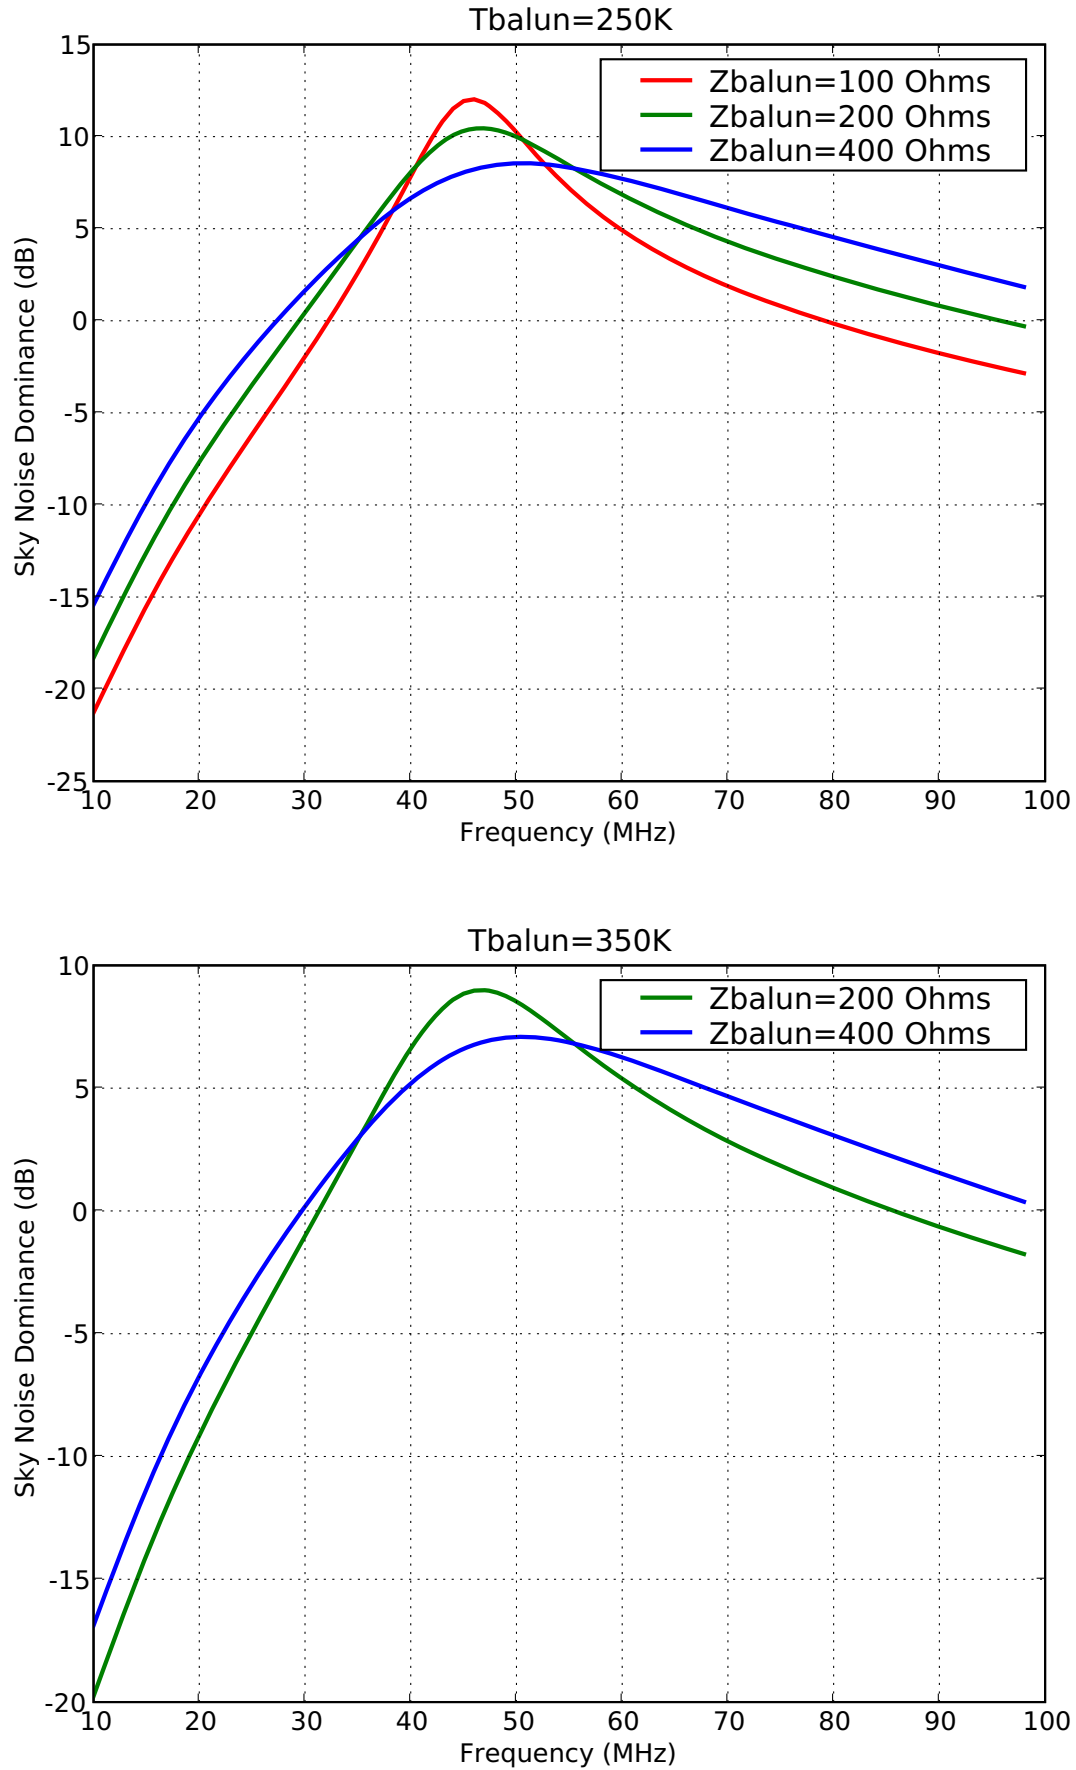 Tbalun=250K
15
10
5
0
-5
-10
-15
-20
-25
Sky Noise Dominance (dB)
Zbalun=100 Ohms
Zbalun=200 Ohms
Zbalun=400 Ohms
10 20 30 40 50 60 70 80 90 100
Frequency (MHz)
Tbalun=350K
10
5
0
-5
-10
-15
-20
Sky Noise Dominance (dB)
Zbalun=200 Ohms
Zbalun=400 Ohms
10 20 30 40 50 60 70 80 90 100
Frequency (MHz)